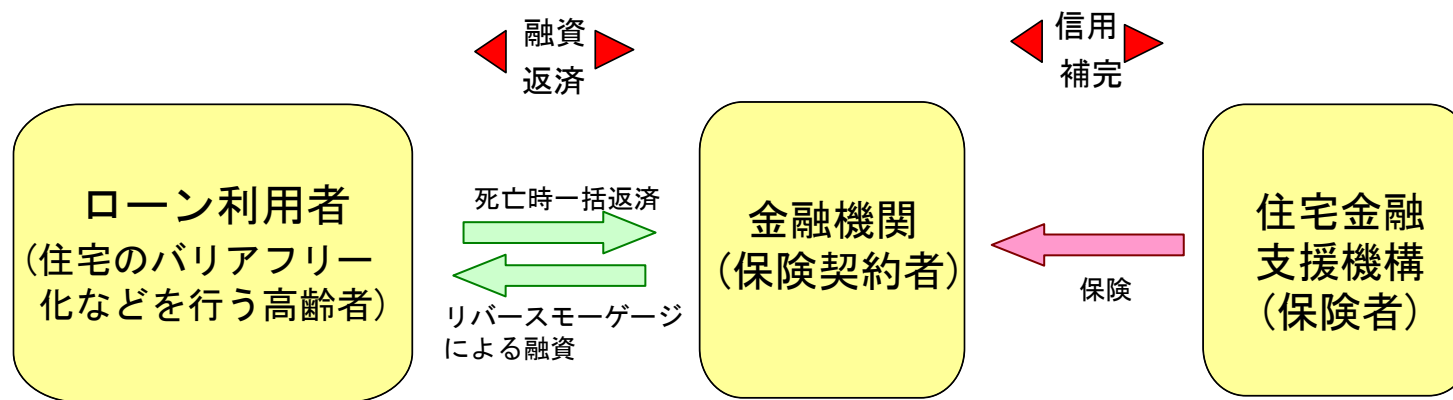 融資
返済
信用
補完
ローン利用者
(住宅のバリアフリー
化などを行う高齢者)
死亡時一括返済
リバースモーゲージ
による融資
金融機関
(保険契約者)
保険
住宅金融
支援機構
(保険者)